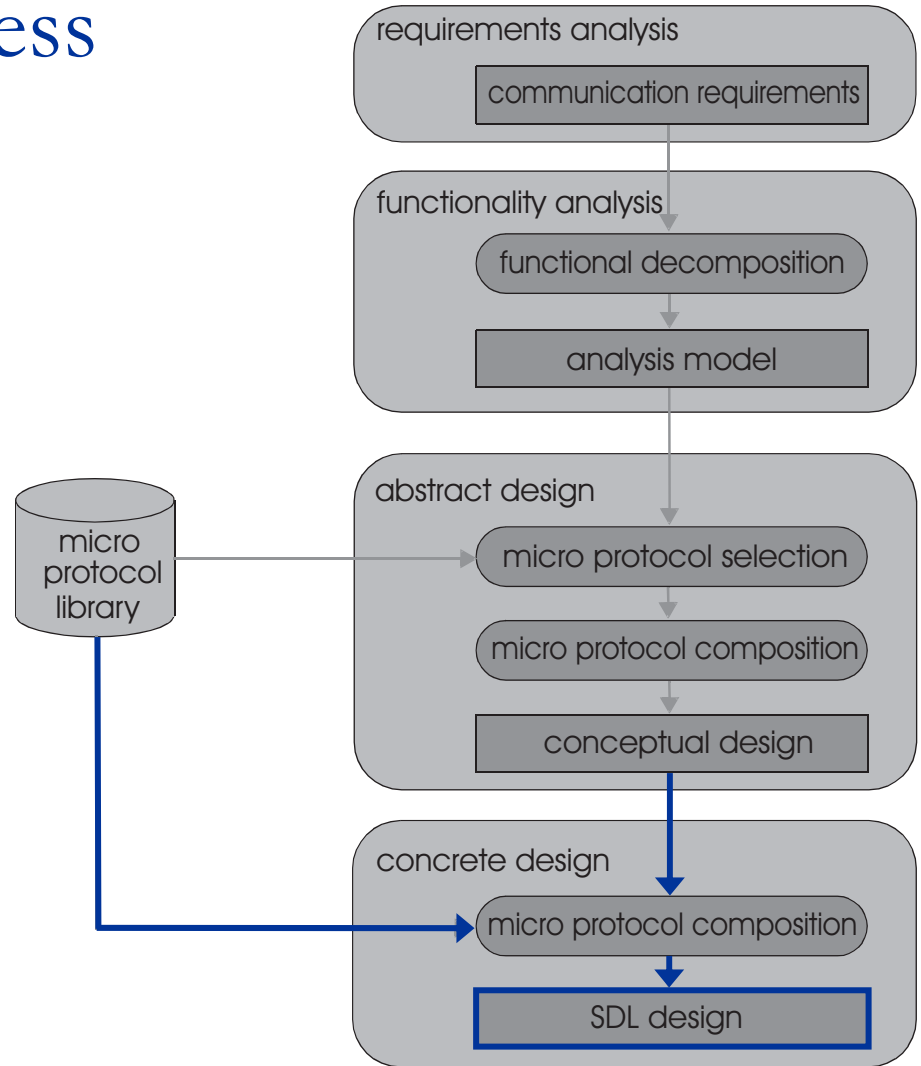 ess
requirements analysis
communication requirements
functionality analysis
functional decomposition
analysis model
abstract design
micro
protocol
library
micro protocol selection
micro protocol composition
conceptual design
concrete design
micro protocol composition
SDL design